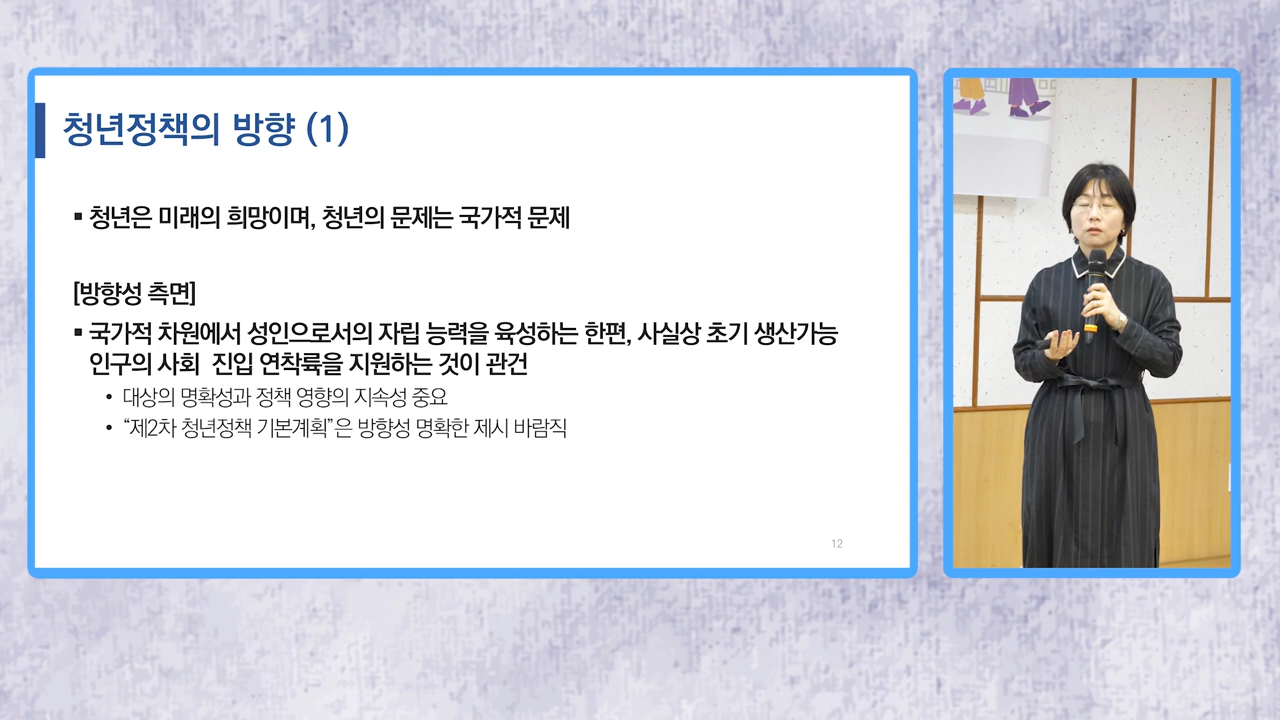 청년정책의 방향 (1)
▪ 청년은 미래의 희망이며, 청년의 문제는 국가적 문제
[방향성 측면]
▪ 국가적 차원에서 성인으로서의 자립 능력을 육성하는 한편, 사실상 초기 생산가능
인구의 사회 진입 연착륙을 지원하는 것이 관건
• 대상의 명확성과 정책 영향의 지속성 중요
• “제2차 청년정책 기본계획”은 방향성 명확한 제시 바람직
12